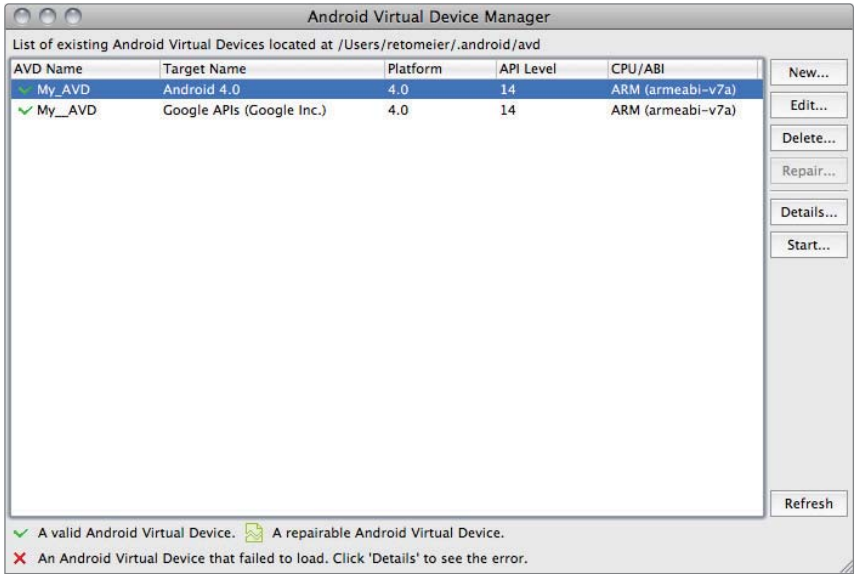 Android Virtual Device Manager
List of existing Android Virtual Devices located at /Users/retomeier/.android/avd
AVD Name Target Name Platform API Level CPU/ABI
My_AVD Android 4.0 4.0 14 ARM (armeabi-v7a)
My__AVD Google APIs (Google Inc.) 4.0 14 ARM (armeabi-v7a)
New...
Edit...
Delete...
Repair...
Details...
Start...
Refresh
A valid Android Virtual Device. A repairable Android Virtual Device.
An Android Virtual Device that failed to load. Click 'Details' to see the error.